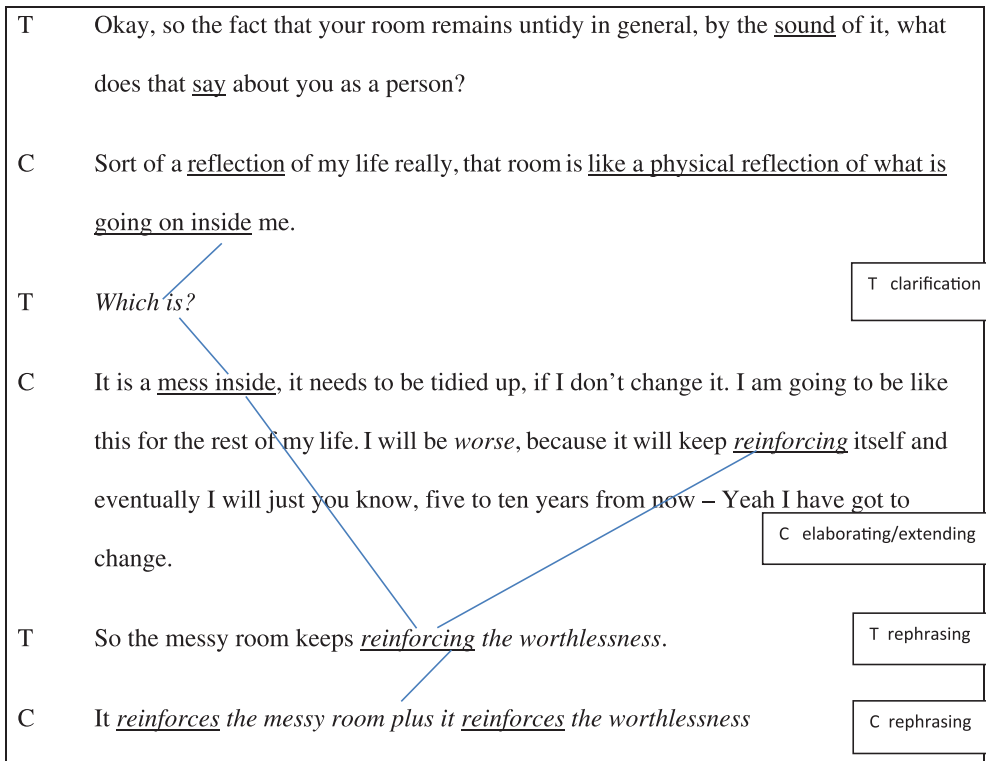 T Okay, so the fact that your room remains untidy in general, by the sound of it, what
does that say about you as a person?
C Sort of a reflection of my life really, that room is like a physical reflection of what is
going on inside me.
T Which is?
T clarification
C It is a mess inside, it needs to be tidied up, if I don't change it. I am going to be like
this for the rest of my life. I will be worse, because it will keep reinforcing itself and
eventually I will just you know, five to ten years from now – Yeah I have got to
C elaborating/extending
change.
T So the messy room keeps reinforcing the worthlessness.
T rephrasing
C It reinforces the messy room plus it reinforces the worthlessness
C rephrasing